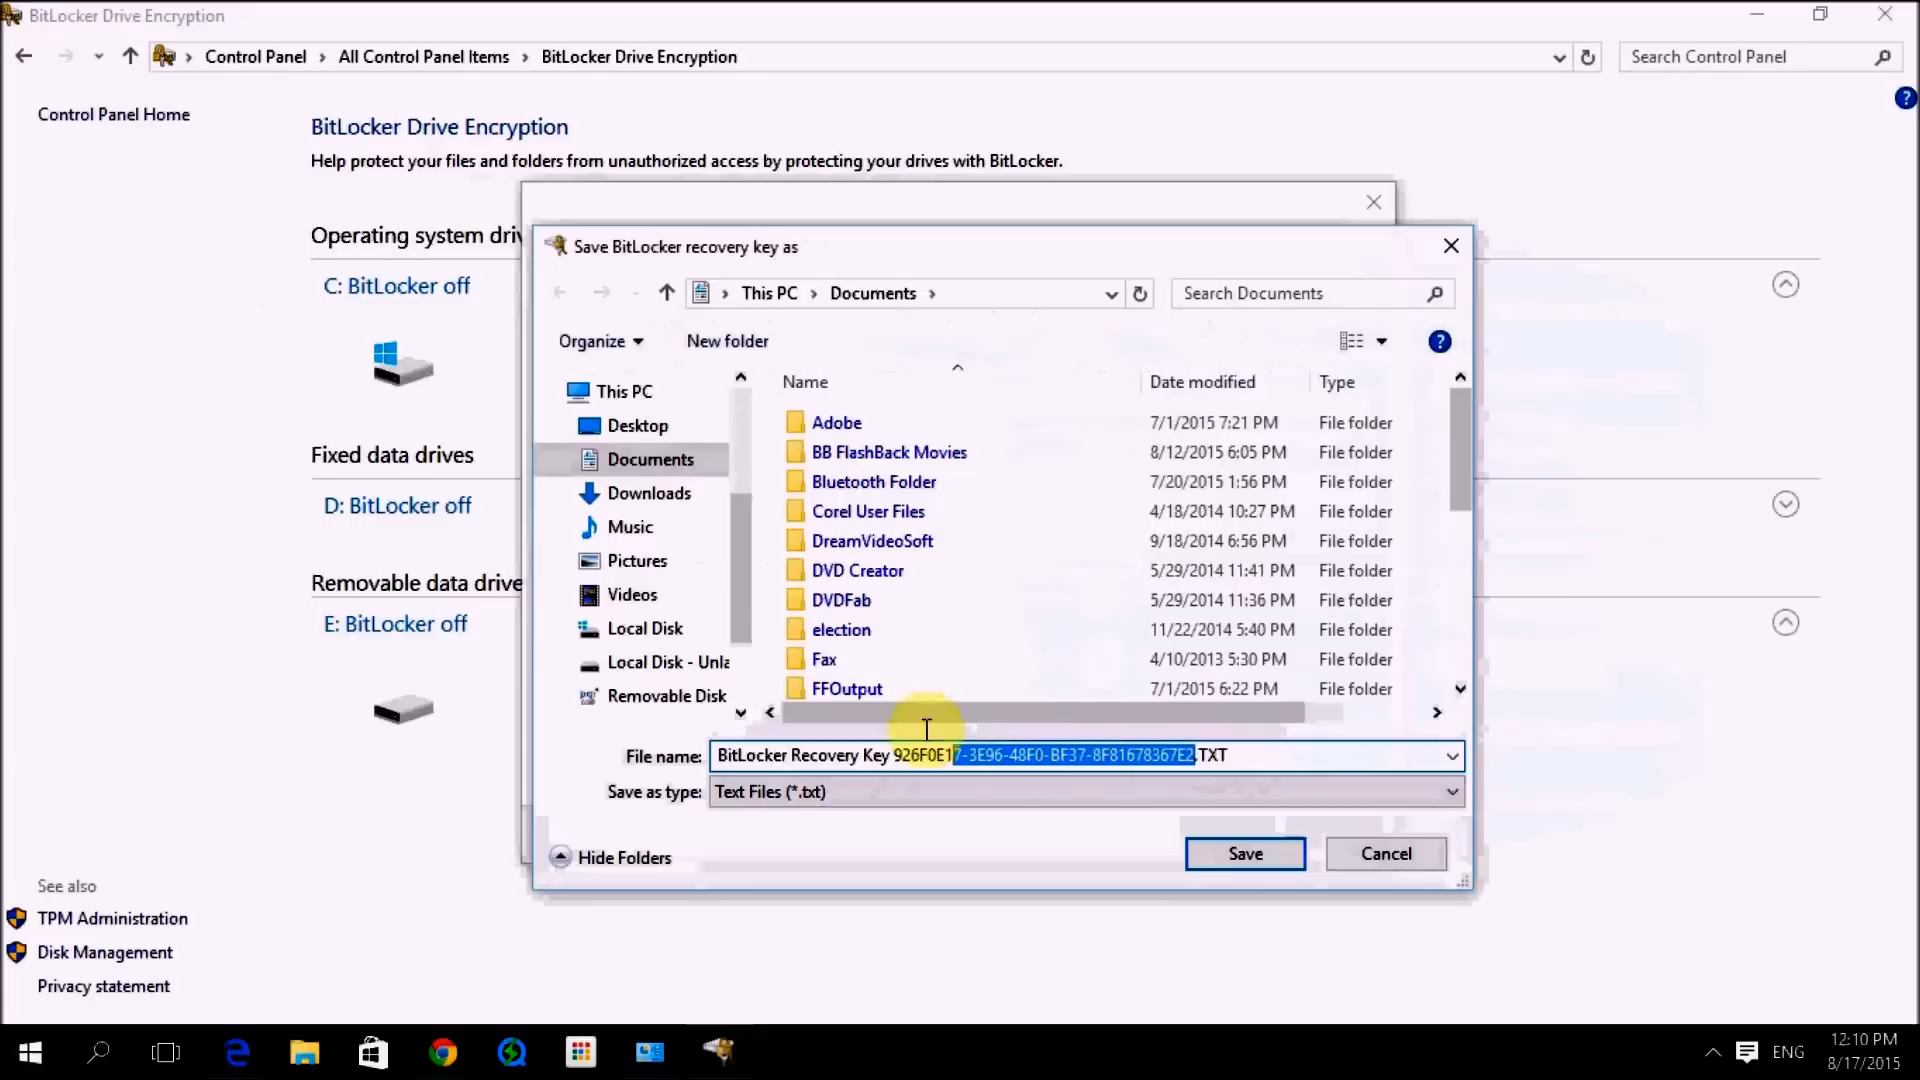 BitLocker Drive Encryption
Control Panel › All Control Panel Items › BitLocker Drive Encryption
Search Control Panel
Control Panel Home
BitLocker Drive Encryption
Help protect your files and folders from unauthorized access by protecting your drives with BitLocker.
Operating system driv
C: BitLocker off
Fixed data drives
D: BitLocker off
Removable data drive
E: BitLocker off
See also
TPM Administration
Disk Management
Privacy statement
Save BitLocker recovery key as
› This PC › Documents ›
Search Documents
Organize
New folder
This PC
Desktop
Documents
Downloads
Music
Pictures
Videos
Local Disk
Local Disk - Unla
Removable Disk
Name Date modified Type
Adobe 7/1/2015 7:21 PM File folder
BB FlashBack Movies 8/12/2015 6:05 PM File folder
Bluetooth Folder 7/20/2015 1:56 PM File folder
Corel User Files 4/18/2014 10:27 PM File folder
DreamVideoSoft 9/18/2014 6:56 PM File folder
DVD Creator 5/29/2014 11:41 PM File folder
DVDFab 5/29/2014 11:36 PM File folder
election 11/22/2014 5:40 PM File folder
Fax 4/10/2013 5:30 PM File folder
FFOutput 7/1/2015 6:22 PM File folder
File name: BitLocker Recovery Key 926F0E17-3E96-48F0-BF37-8F81678367E2.TXT
Save as type: Text Files (*.txt)
Hide Folders
Save
Cancel
ENG
12:10 PM
8/17/2015